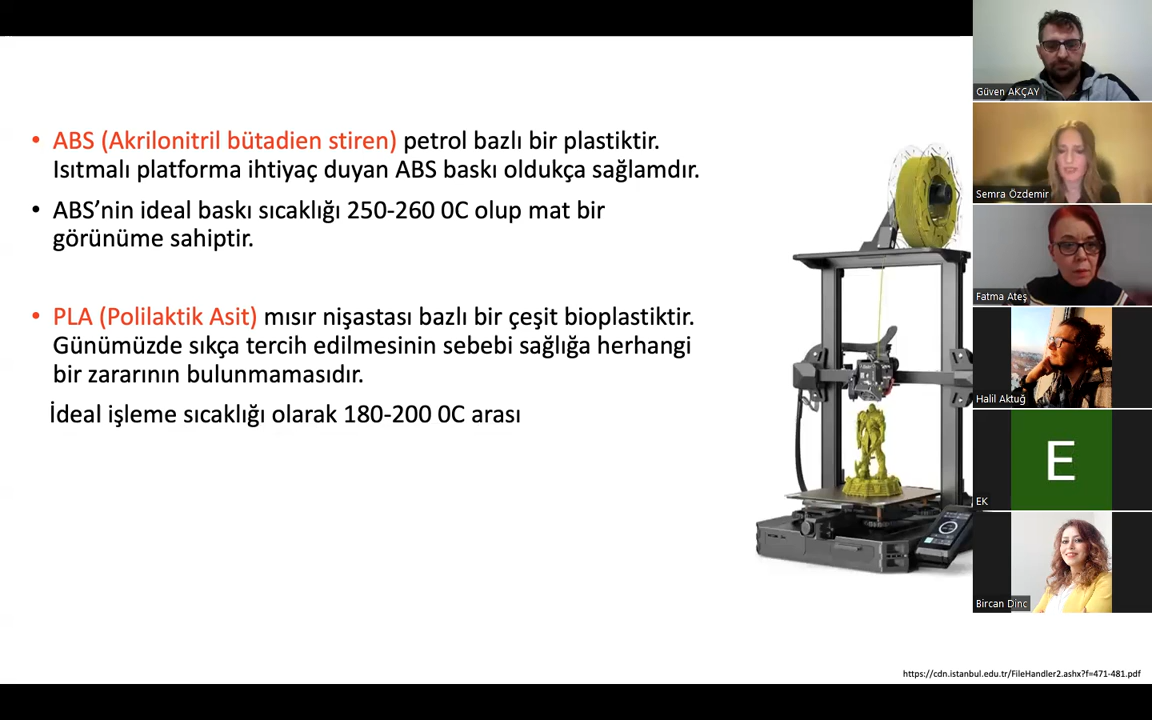 • ABS (Akrilonitril bütadien stiren) petrol bazlı bir plastiktir.
Isıtmalı platforma ihtiyaç duyan ABS baskı oldukça sağlamdır.
• ABS’nin ideal baskı sıcaklığı 250-260 0C olup mat bir
görünüme sahiptir.
• PLA (Polilaktik Asit) mısır nişastası bazlı bir çeşit bioplastiktir.
Günümüzde sıkça tercih edilmesinin sebebi sağlığa herhangi
bir zararının bulunmamasıdır.
İdeal işleme sıcaklığı olarak 180-200 0C arası
https://cdn.istanbul.edu.tr/FileHandler2.ashx?f=471-481.pdf
Güven AKÇAY
Semra Özdemir
Fatma Ateş
Halil Aktuğ
E
EK
Bircan Dinc